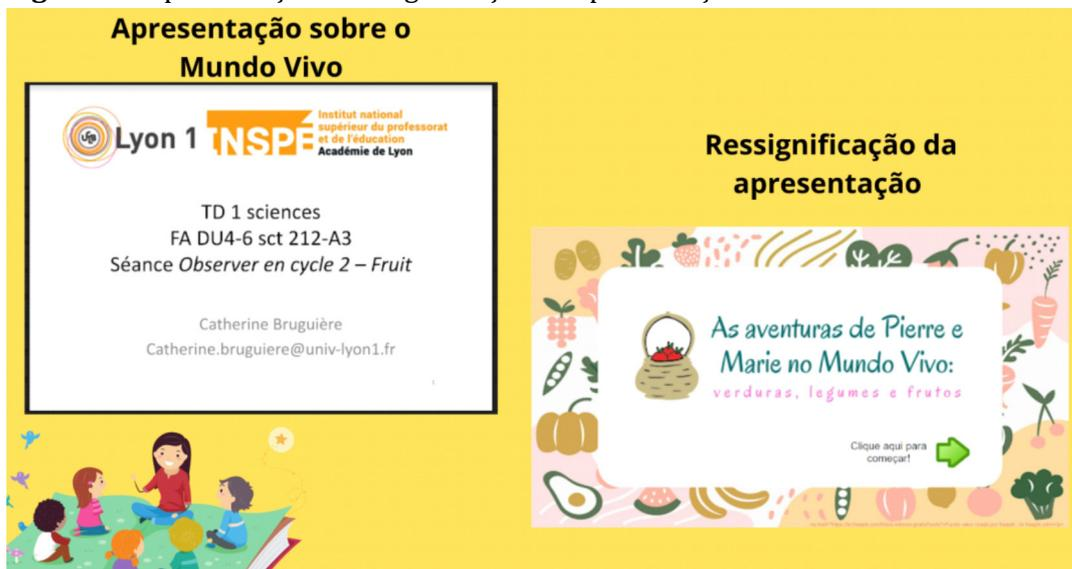 Apresentação sobre o
Mundo Vivo
Lyon 1
INSPÉ
Institut national
supérieur du professorat
et de l'éducation
Académie de Lyon
TD 1 sciences
FA DU4-6 sct 212-A3
Séance Observer en cycle 2 – Fruit
Catherine Bruguière
Catherine.bruguiere@univ-lyon1.fr
Ressignificação da
apresentação
As aventuras de Pierre e
Marie no Mundo Vivo:
verduras, legumes e frutos
Clique aqui para
começar!